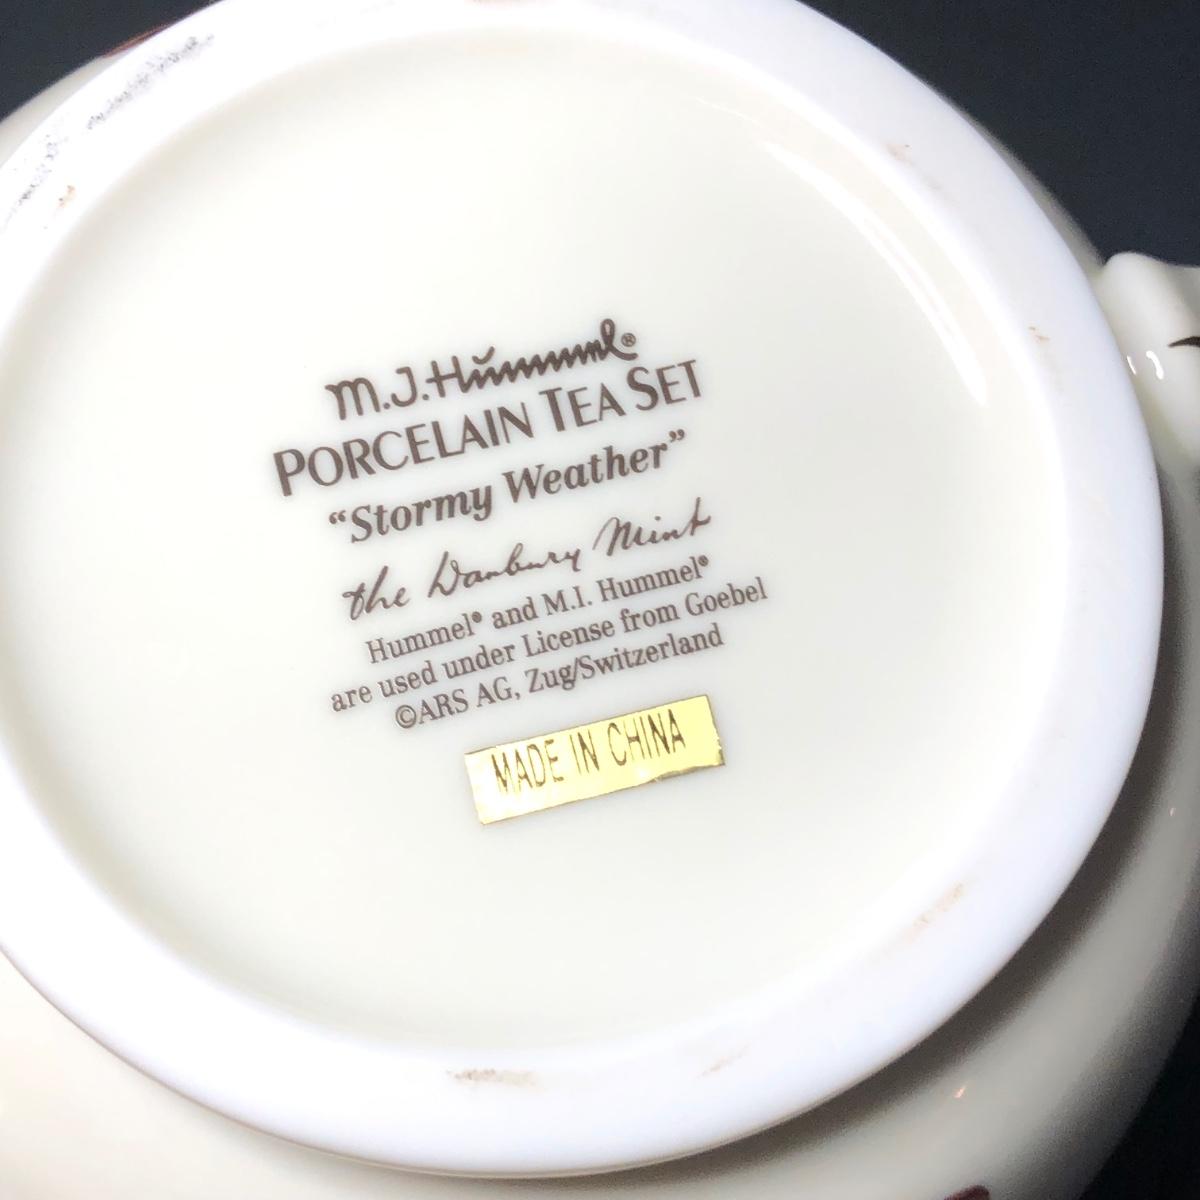 M.J. Hummel®
PORCELAIN TEA SET
“Stormy Weather”
the Danbury Mint
Hummel® and M.I. Hummel®
are used under License from Goebel
©ARS AG, Zug/Switzerland
MADE IN CHINA